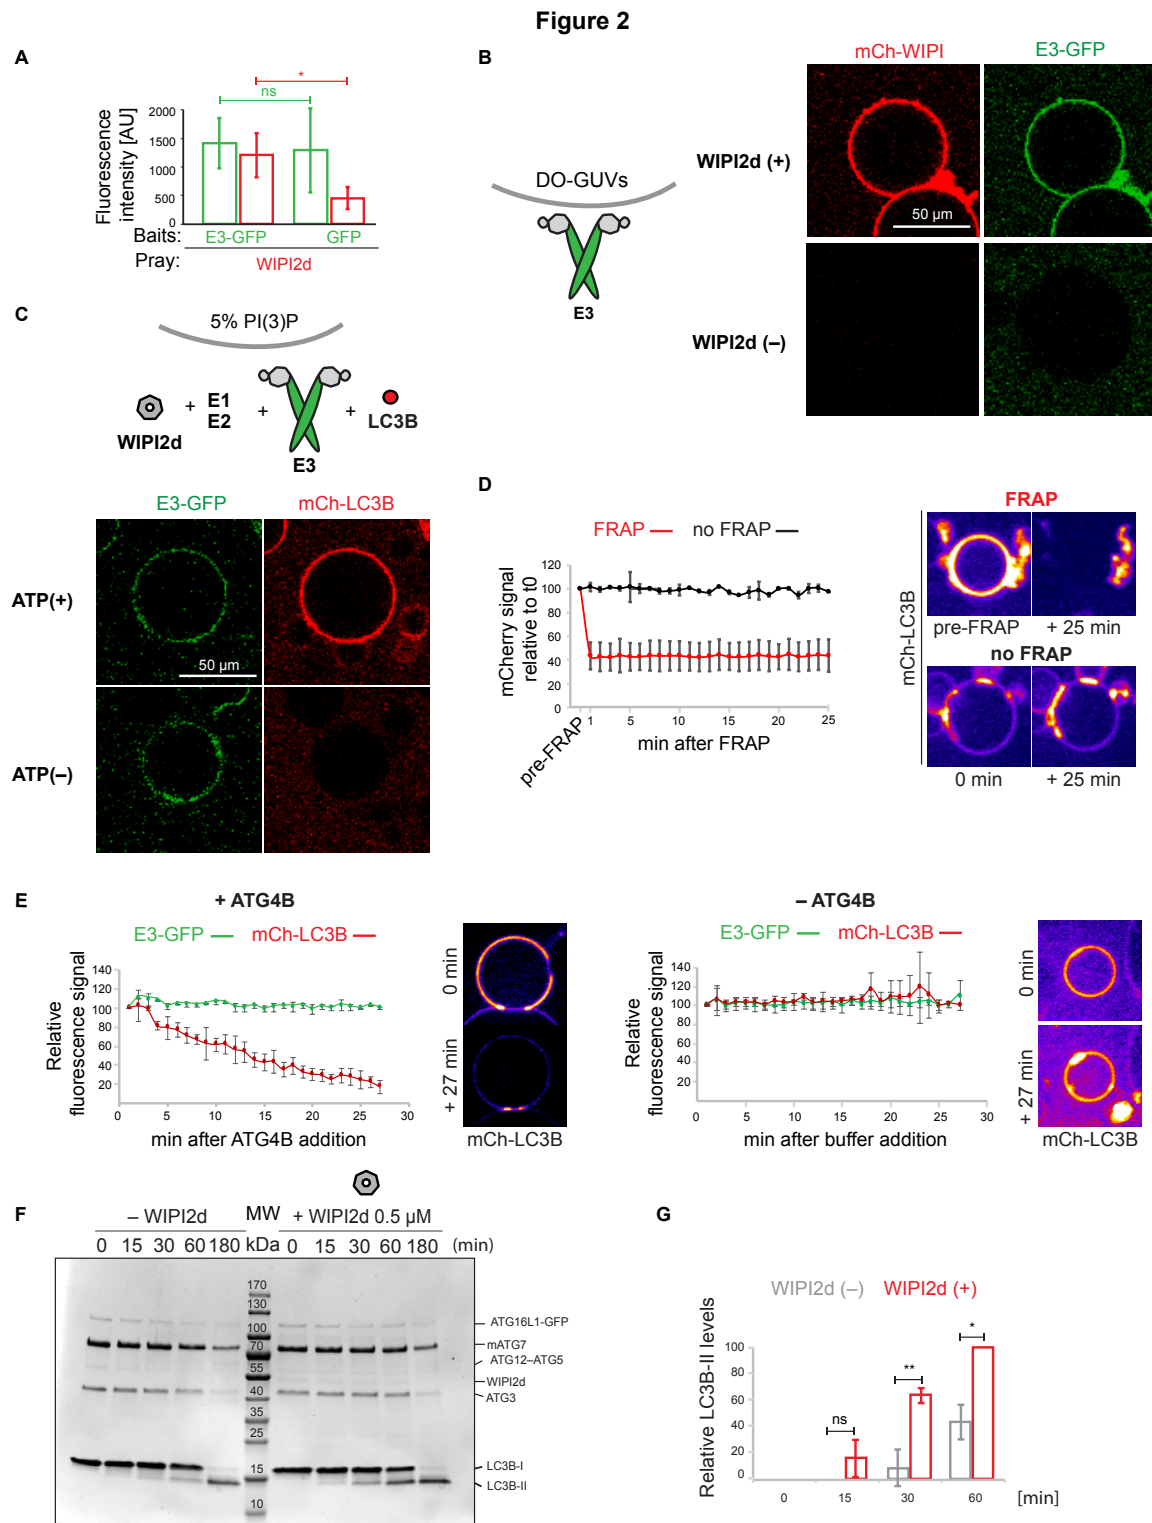 Figure 2
A
*
ns
Fluorescence
intensity [AU]
2000
1500
1000
500
0
Baits: E3-GFP GFP
Pray: WIPI2d
B
mCh-WIPI E3-GFP
WIPI2d (+)
DO-GUVs
50 µm
E3
WIPI2d (–)
C
5% PI(3)P
WIPI2d + E1 E2 + E3 + LC3B
E3-GFP mCh-LC3B
ATP(+)
50 µm
ATP(–)
D
FRAP no FRAP
mCherry signal
relative to t0
120
100
80
60
40
20
0
pre-FRAP 1 5 10 15 20 25
min after FRAP
FRAP
mCh-LC3B
pre-FRAP + 25 min
no FRAP
0 min + 25 min
E
+ ATG4B
E3-GFP mCh-LC3B
Relative
fluorescence signal
140
120
100
80
60
40
20
0 5 10 15 20 25 30
min after ATG4B addition
0 min
+ 27 min
mCh-LC3B
– ATG4B
E3-GFP mCh-LC3B
Relative
fluorescence signal
140
120
100
80
60
40
20
0 5 10 15 20 25 30
min after buffer addition
0 min
+ 27 min
mCh-LC3B
F
– WIPI2d MW + WIPI2d 0.5 µM
0 15 30 60 180 kDa 0 15 30 60 180 (min)
170
130
100
70
55
40
35
25
15
10
ATG16L1-GFP
mATG7
ATG12–ATG5
WIPI2d
ATG3
LC3B-I
LC3B-II
G
WIPI2d (–) WIPI2d (+)
Relative LC3B-II levels
100
80
60
40
20
0
ns
**
*
0 15 30 60 [min]